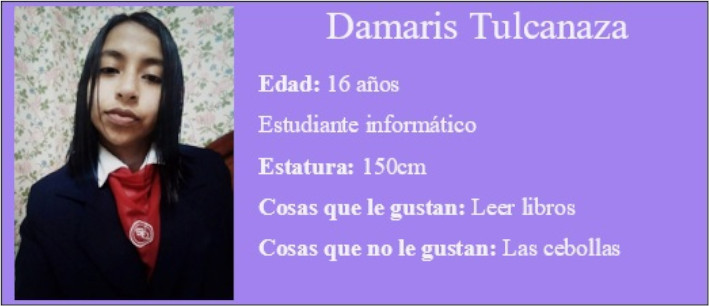 Damaris Tulcanaza
Edad: 16 años
Estudiante informático
Estatura: 150cm
Cosas que le gustan: Leer libros
Cosas que no le gustan: Las cebollas